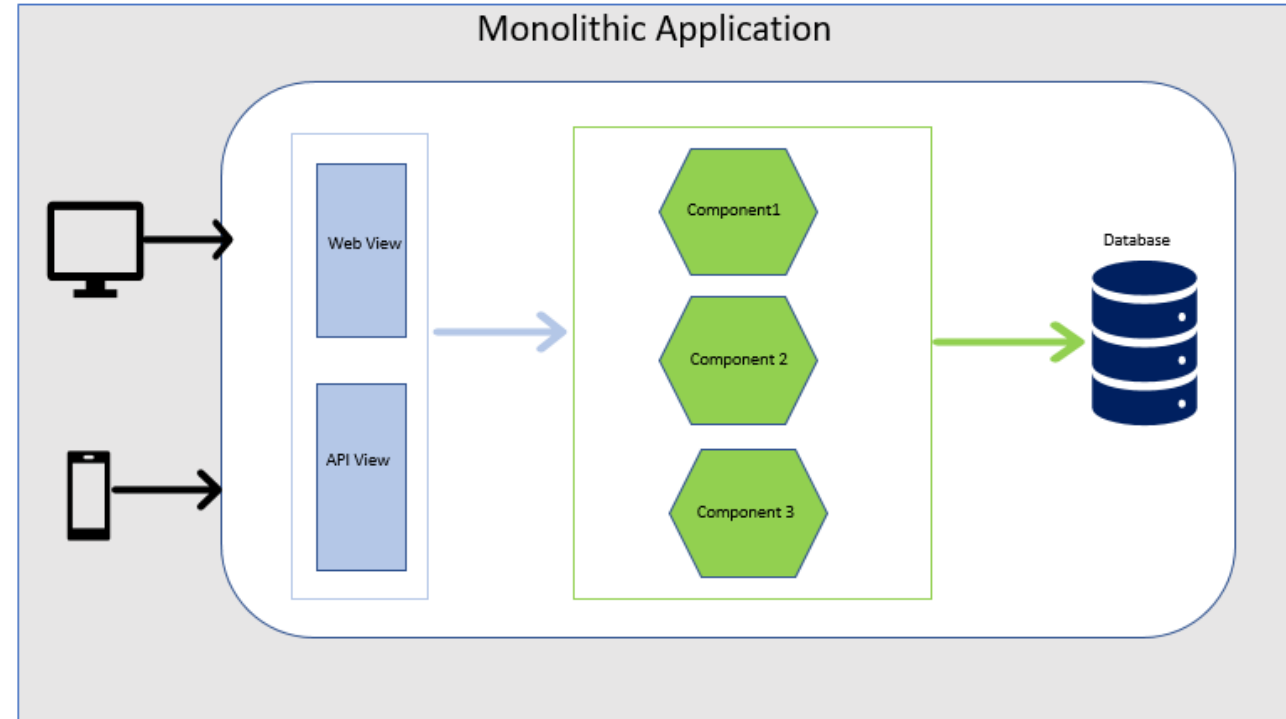 Monolithic Application
Web View
API View
Component1
Component 2
Component 3
Database